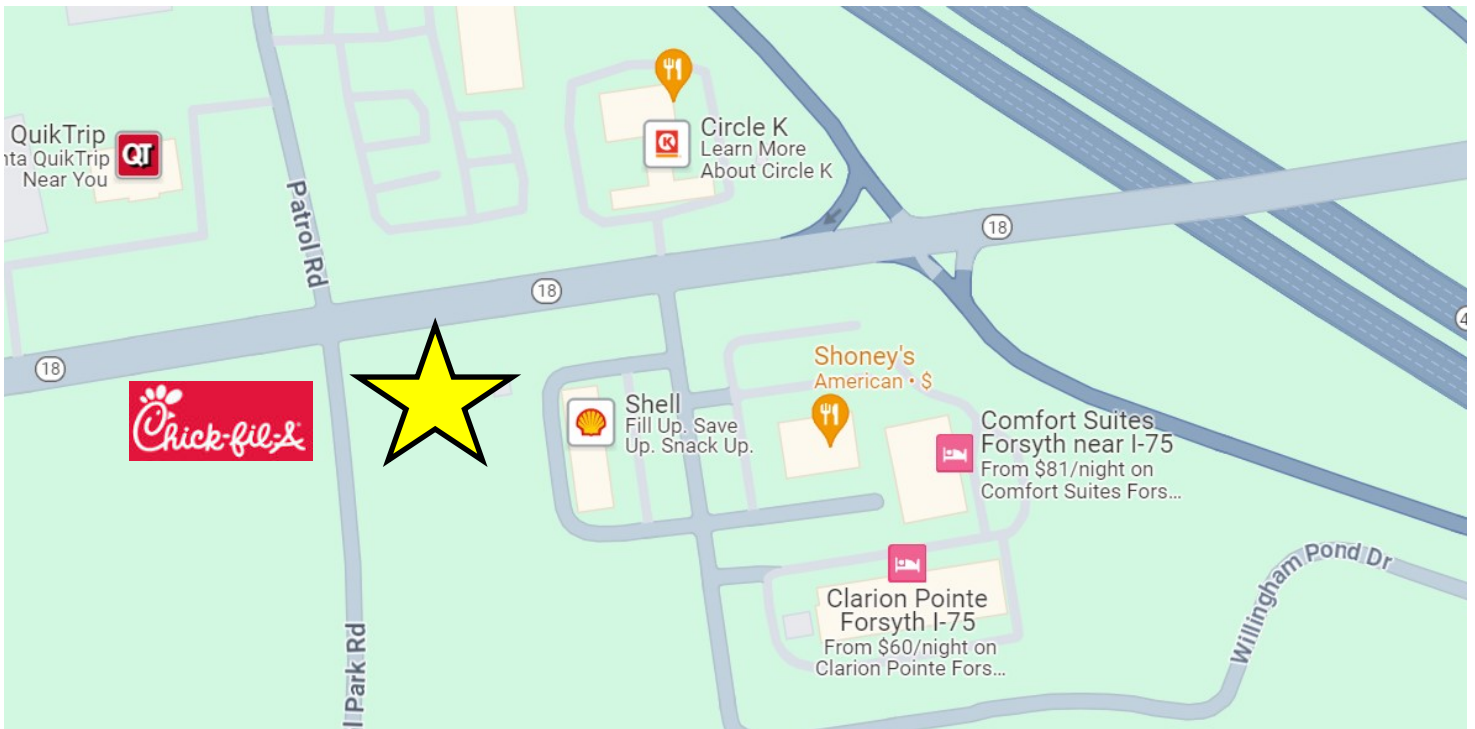 QuikTrip
nta QuikTrip
Near You
QT
Patrol Rd
K
Circle K
Learn More
About Circle K
18
18
18
4
Chick-fil-A
Shell
Fill Up. Save
Up. Snack Up.
Shoney's
American • $
Comfort Suites
Forsyth near I-75
From $81/night on
Comfort Suites Fors...
Clarion Pointe
Forsyth I-75
From $60/night on
Clarion Pointe Fors...
l Park Rd
Willingham Pond Dr